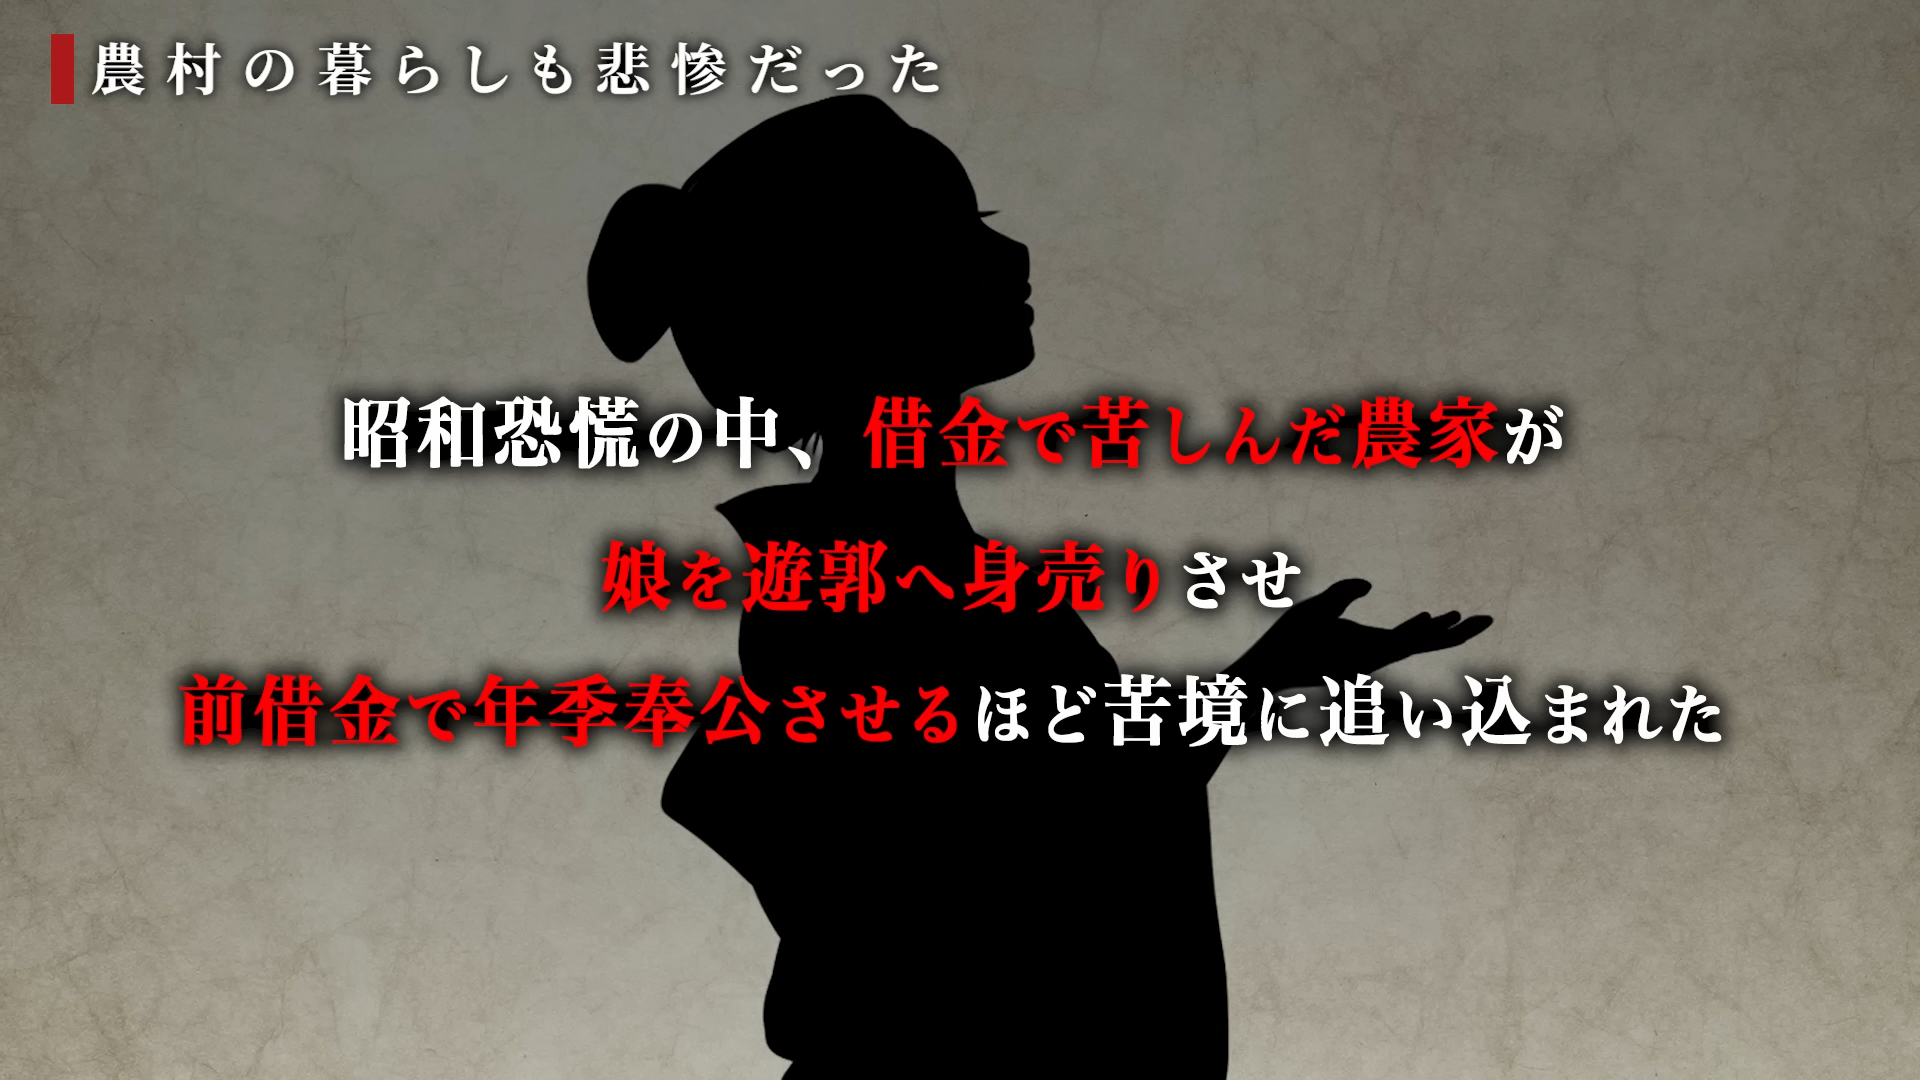 農村の暮らしも悲惨だった
昭和恐慌の中、借金で苦しんだ農家が
娘を遊郭へ身売りさせ
前借金で年季奉公させるほど苦境に追い込まれた